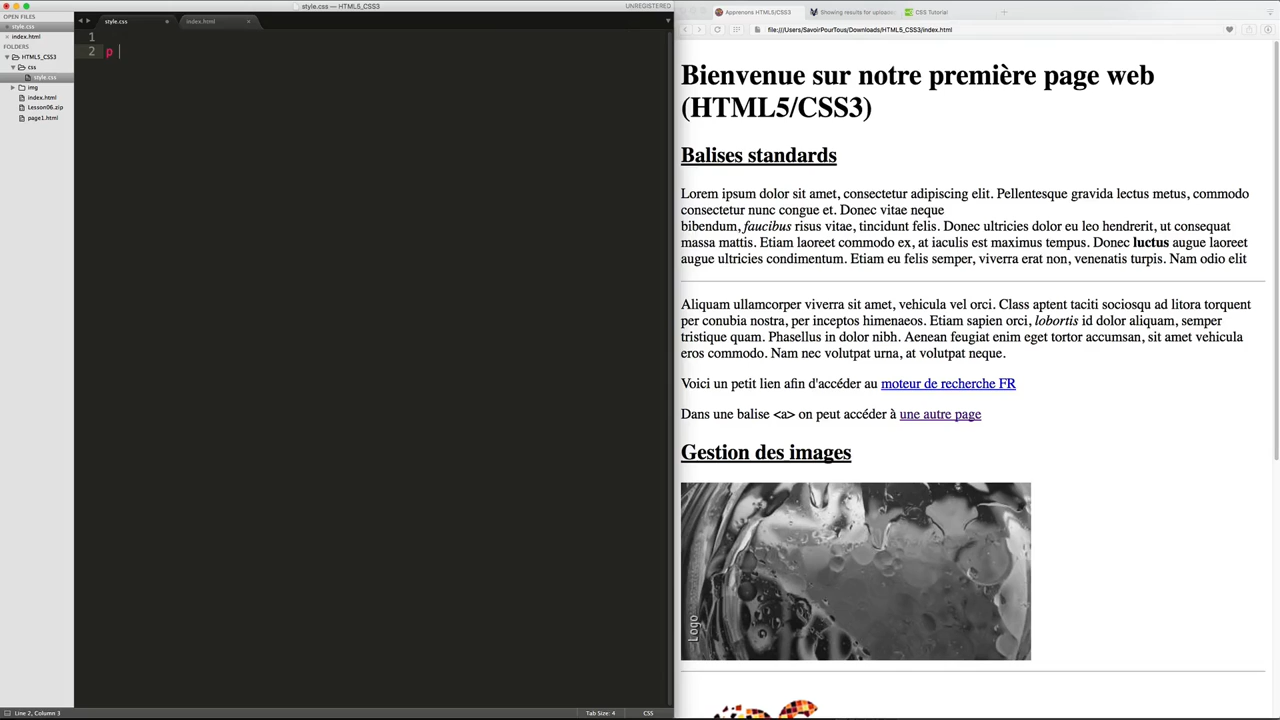 style.css — HTML5_CSS3
UNREGISTERED
OPEN FILES
style.css
index.html
FOLDERS
HTML5_CSS3
css
style.css
img
index.html
Lesson06.zip
page1.html
style.css
index.html
1
2 p
Line 2, Column 3
Tab Size: 4
CSS
Apprenons HTML5/CSS3
Showing results for uploade
CSS Tutorial
file:///Users/SavoirPourTous/Downloads/HTML5_CSS3/index.html
Bienvenue sur notre première page web
(HTML5/CSS3)
Balises standards
Lorem ipsum dolor sit amet, consectetur adipiscing elit. Pellentesque gravida lectus metus, commodo
consectetur nunc congue et. Donec vitae neque
bibendum, faucibus risus vitae, tincidunt felis. Donec ultricies dolor eu leo hendrerit, ut consequat
massa mattis. Etiam laoreet commodo ex, at iaculis est maximus tempus. Donec luctus augue laoreet
augue ultricies condimentum. Etiam eu felis semper, viverra erat non, venenatis turpis. Nam odio elit
Aliquam ullamcorper viverra sit amet, vehicula vel orci. Class aptent taciti sociosqu ad litora torquent
per conubia nostra, per inceptos himenaeos. Etiam sapien orci, lobortis id dolor aliquam, semper
tristique quam. Phasellus in dolor nibh. Aenean feugiat enim eget tortor accumsan, sit amet vehicula
eros commodo. Nam nec volutpat urna, at volutpat neque.
Voici un petit lien afin d'accéder au moteur de recherche FR
Dans une balise <a> on peut accéder à une autre page
Gestion des images
Logo